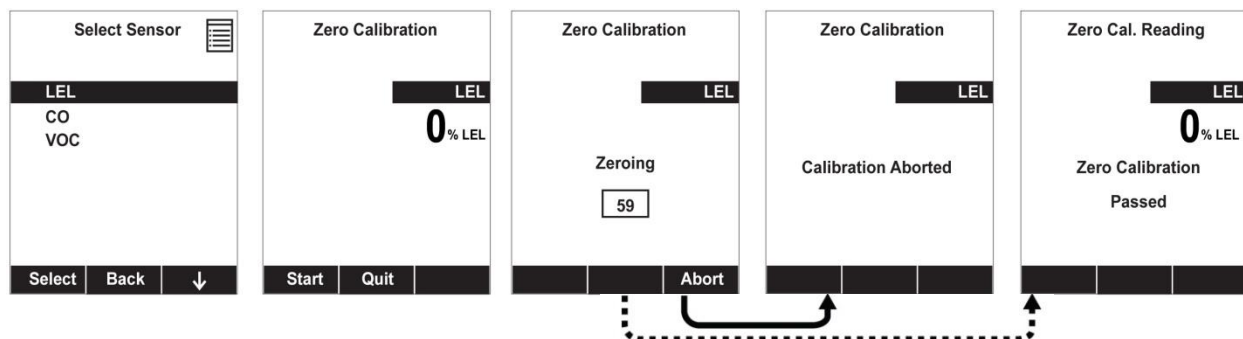 Select Sensor
LEL
CO
VOC
Select Back ↓
Zero Calibration
LEL
0 % LEL
Start Quit
Zero Calibration
LEL
Zeroing
59
Abort
Zero Calibration
LEL
Calibration Aborted
Zero Cal. Reading
LEL
0 % LEL
Zero Calibration
Passed